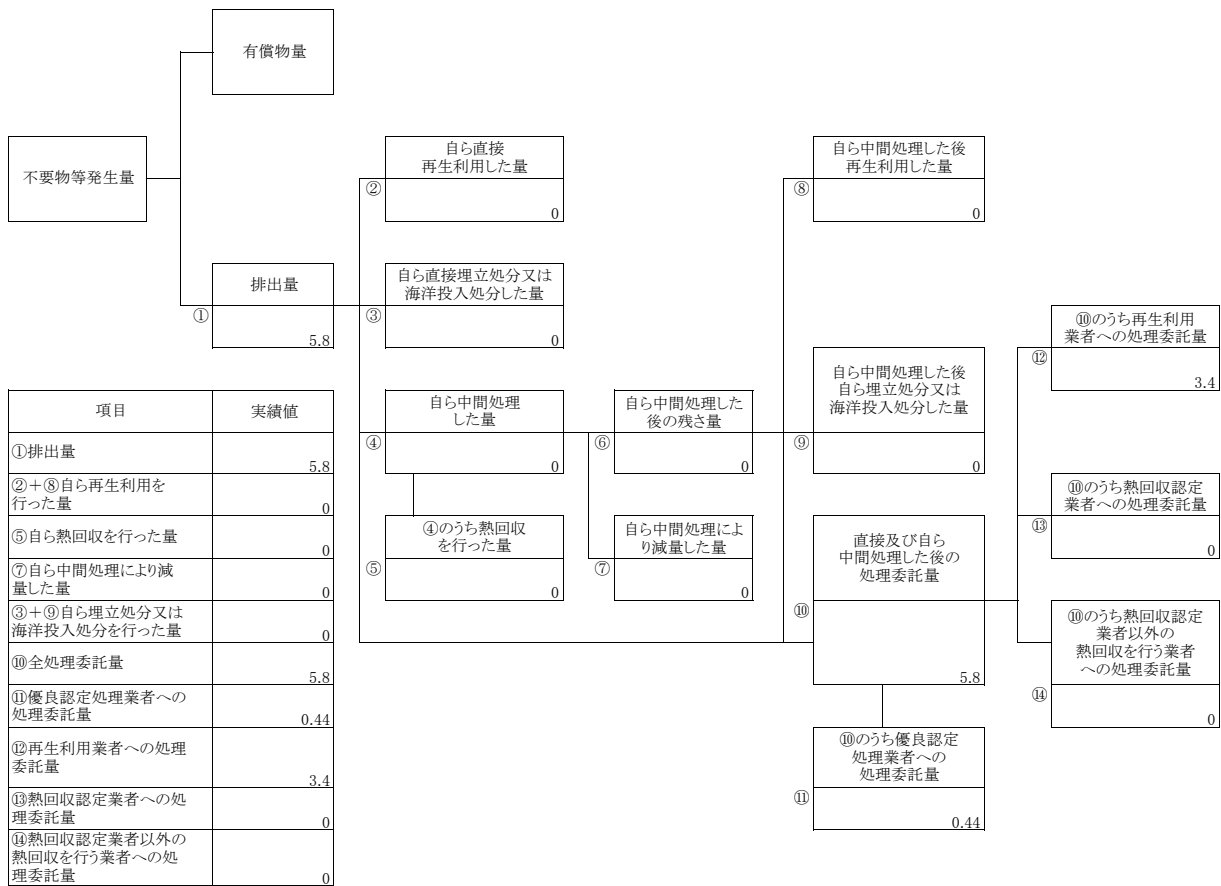 有償物量
不要物等発生量
自ら直接
再生利用した量
②
0
自ら中間処理した後
再生利用した量
⑧
0
排出量
①
5.8
自ら直接埋立処分又は
海洋投入処分した量
③
0
自ら中間処理
した量
④
0
自ら中間処理した
後の残さ量
⑥
0
自ら中間処理した後
自ら埋立処分又は
海洋投入処分した量
⑨
0
⑩のうち再生利用
業者への処理委託量
⑫
3.4
④のうち熱回収
を行った量
⑤
0
自ら中間処理によ
り減量した量
⑦
0
直接及び自ら
中間処理した後の
処理委託量
⑩
5.8
⑩のうち熱回収認定
業者への処理委託量
⑬
0
⑩のうち熱回収認定
業者以外の
熱回収を行う業者
への処理委託量
⑭
0
⑩のうち優良認定
処理業者への
処理委託量
⑪
0.44
項目 実績値
①排出量
5.8
②+⑧自ら再生利用を
行った量
0
⑤自ら熱回収を行った量
0
⑦自ら中間処理により減
量した量
0
③+⑨自ら埋立処分又は
海洋投入処分を行った量
0
⑩全処理委託量
5.8
⑪優良認定処理業者への
処理委託量
0.44
⑫再生利用業者への処理
委託量
3.4
⑬熱回収認定業者への処
理委託量
0
⑭熱回収認定業者以外の
熱回収を行う業者への処
理委託量
0